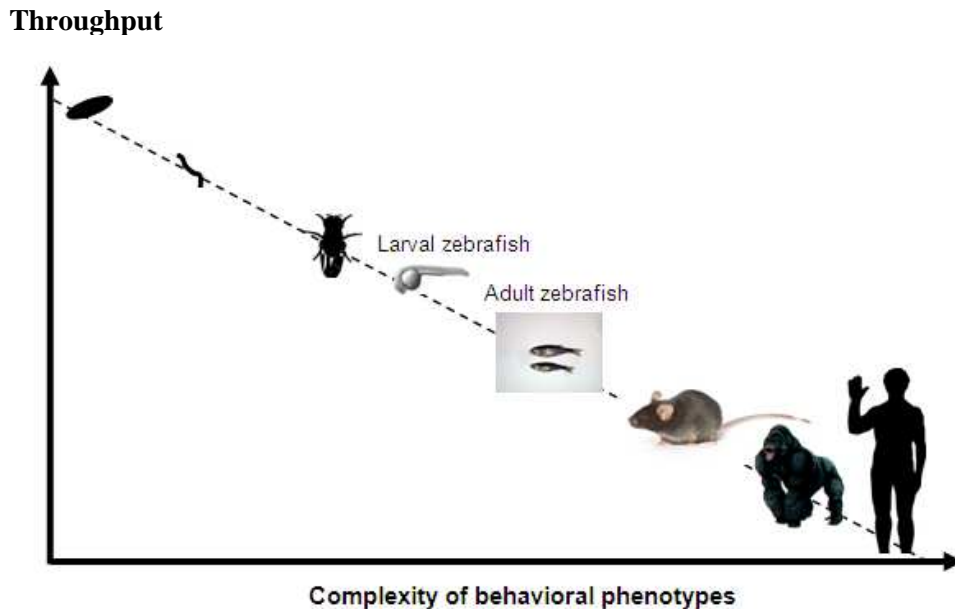 Throughput
Larval zebrafish
Adult zebrafish
Complexity of behavioral phenotypes